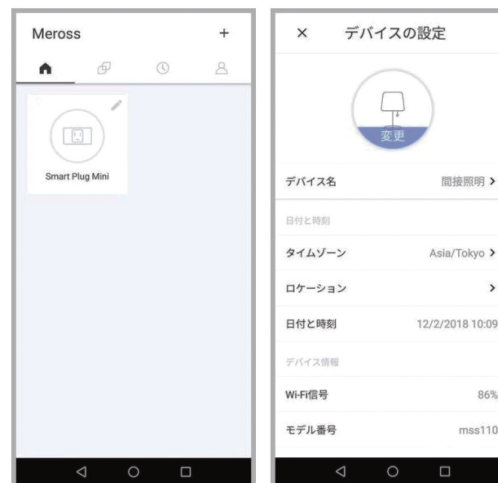 Meross
+
Smart Plug Mini
× デバイスの設定
変更
デバイス名 間接照明 >
日付と時刻
タイムゾーン Asia/Tokyo >
ロケーション >
日付と時刻 12/2/2018 10:09
デバイス情報
Wi-Fi信号 86%
モデル番号 mss110